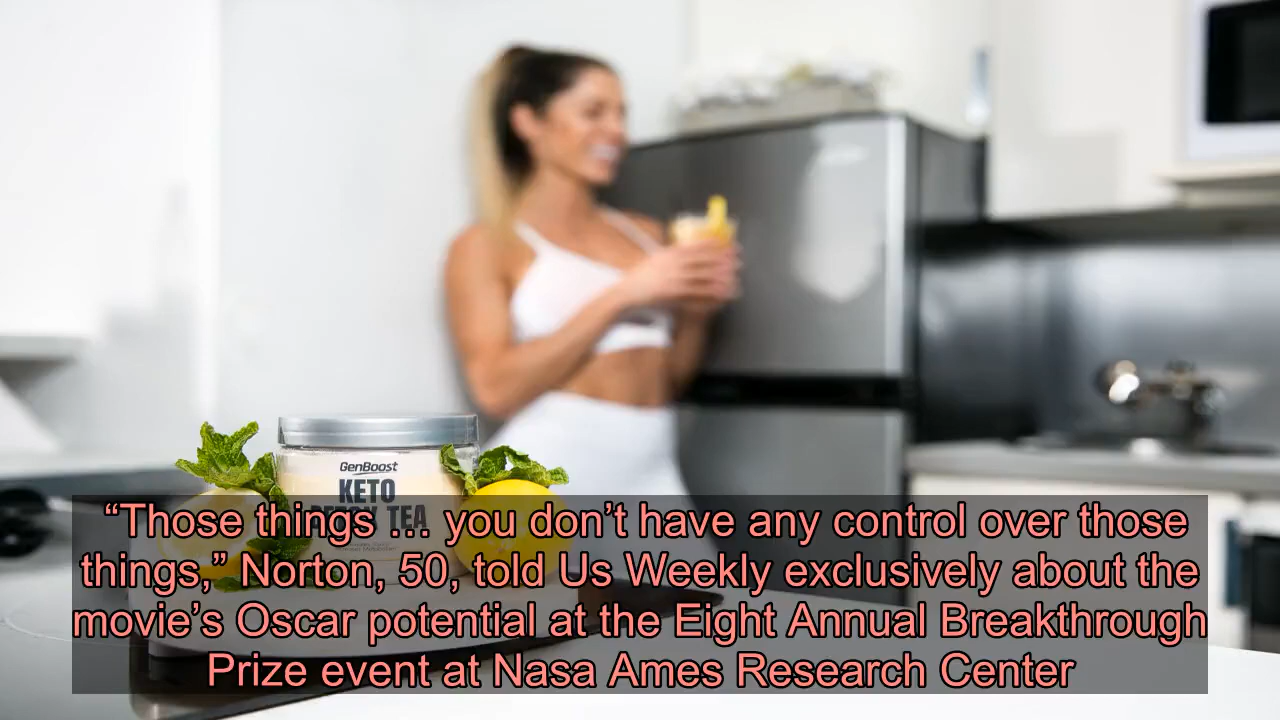 GenBoost
KETO
DETOX TEA
“Those things … you don’t have any control over those
things,” Norton, 50, told Us Weekly exclusively about the
movie’s Oscar potential at the Eight Annual Breakthrough
Prize event at Nasa Ames Research Center